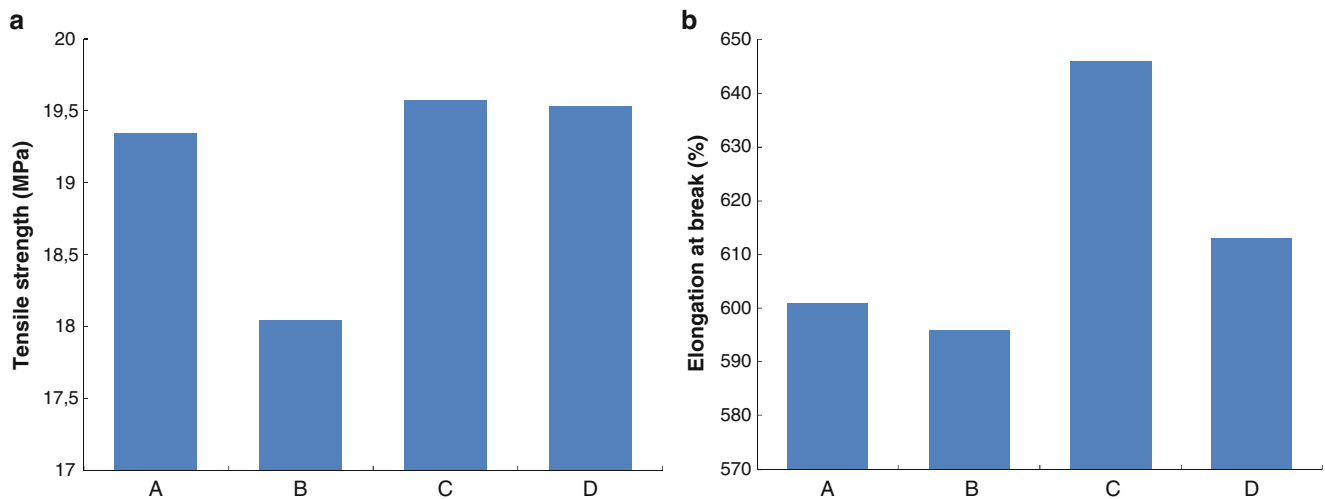 a
Tensile strength (MPa)
20
19,5
19
18,5
18
17,5
17
A B C D
b
Elongation at break (%)
650
640
630
620
610
600
590
580
570
A B C D